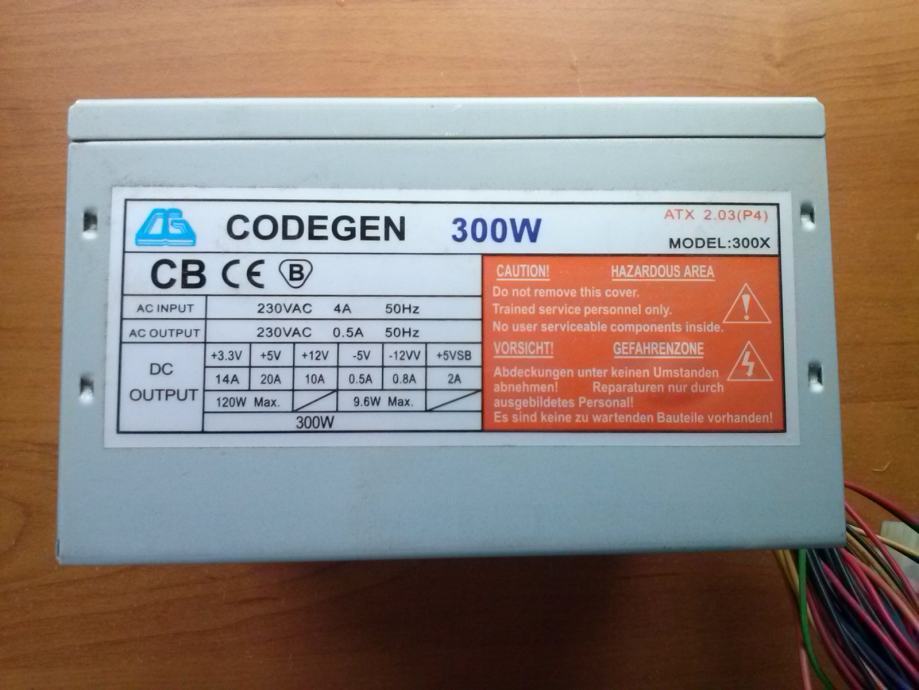 CG
CODEGEN 300W
ATX 2.03(P4)
MODEL:300X
CB CE B
AC INPUT 230VAC 4A 50Hz
AC OUTPUT 230VAC 0.5A 50Hz
DC OUTPUT
+3.3V +5V +12V -5V -12VV +5VSB
14A 20A 10A 0.5A 0.8A 2A
120W Max. 9.6W Max.
300W
CAUTION! HAZARDOUS AREA
Do not remove this cover.
Trained service personnel only.
No user serviceable components inside.
VORSICHT! GEFAHRENZONE
Abdeckungen unter keinen Umstanden
abnehmen! Reparaturen nur durch
ausgebildetes Personal!
Es sind keine zu wartenden Bauteile vorhanden!